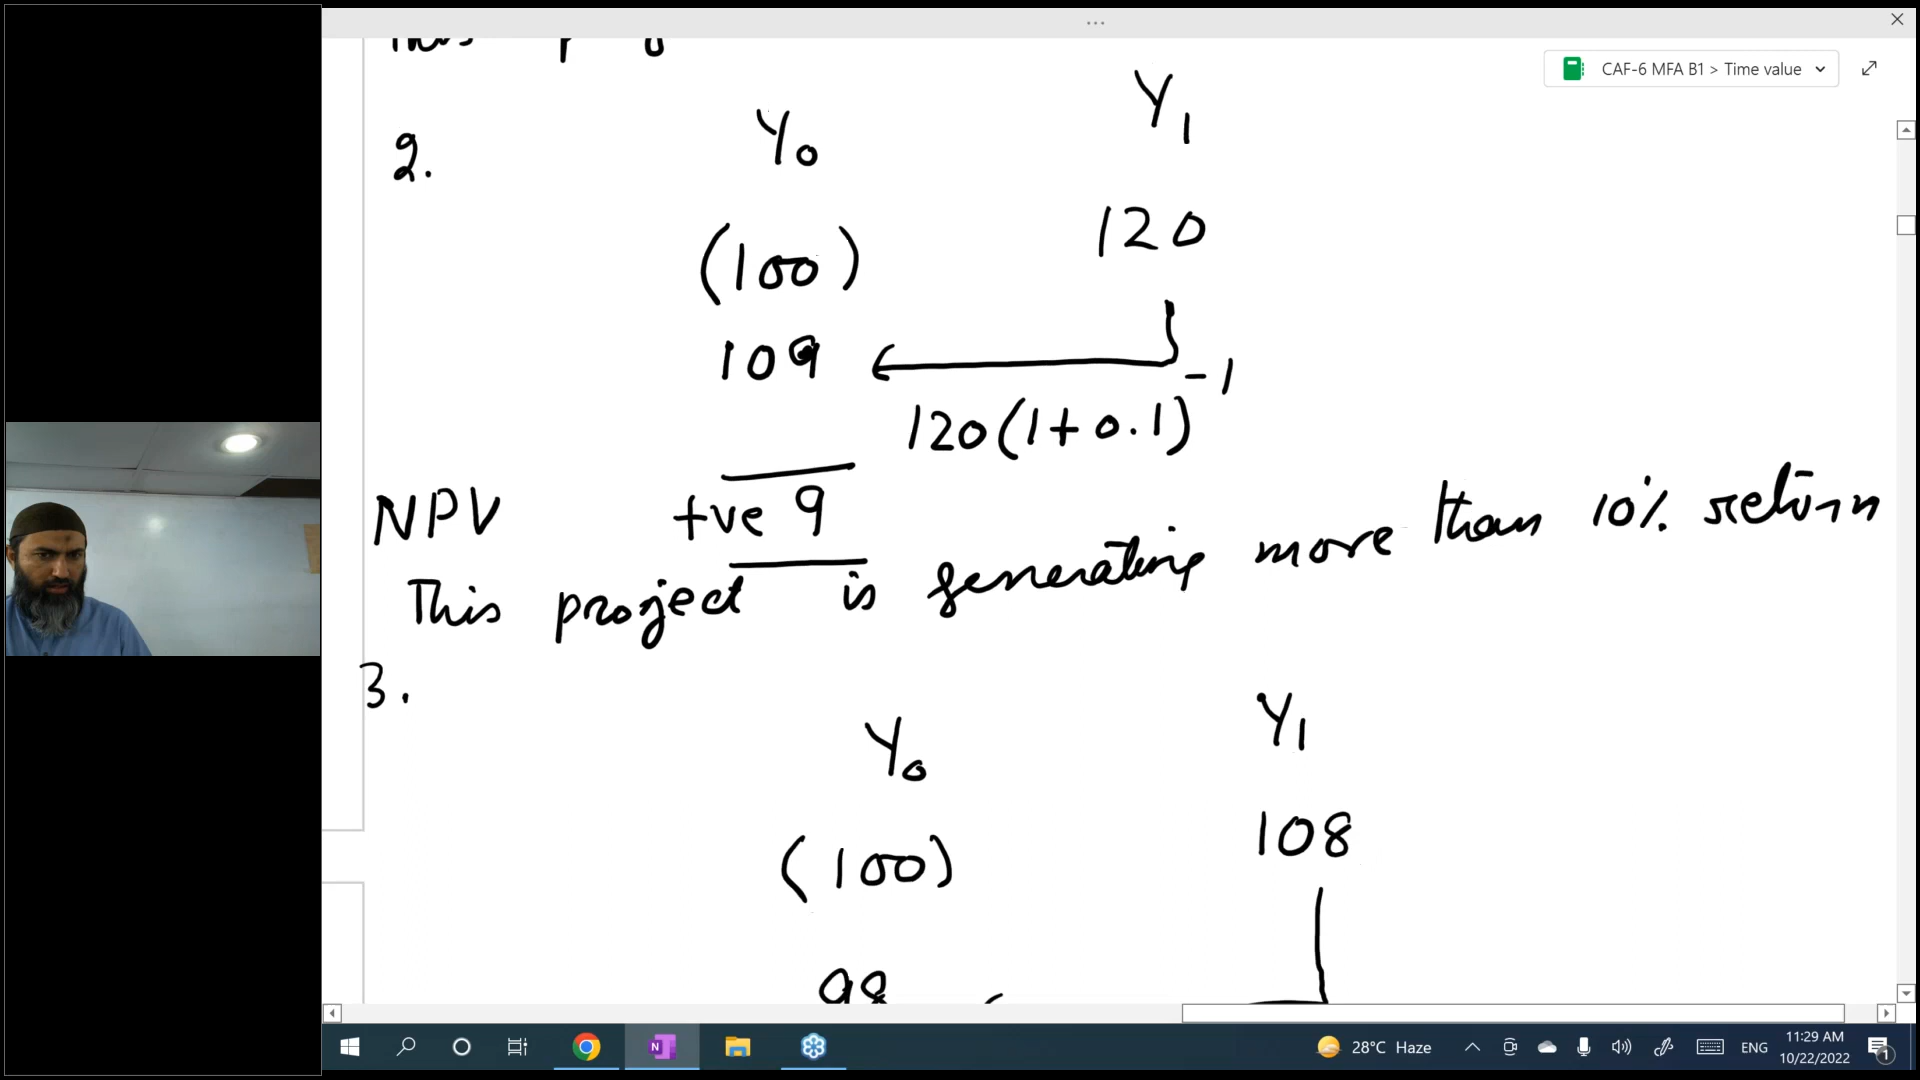 CAF-6 MFA B1 > Time value
2.
Y0 Y1
(100) 120
109
120(1+0.1)-1
NPV +ve 9
This project is generating more than 10% return
3.
Y0 Y1
(100) 108
98
28°C Haze
ENG
11:29 AM
10/22/2022
1